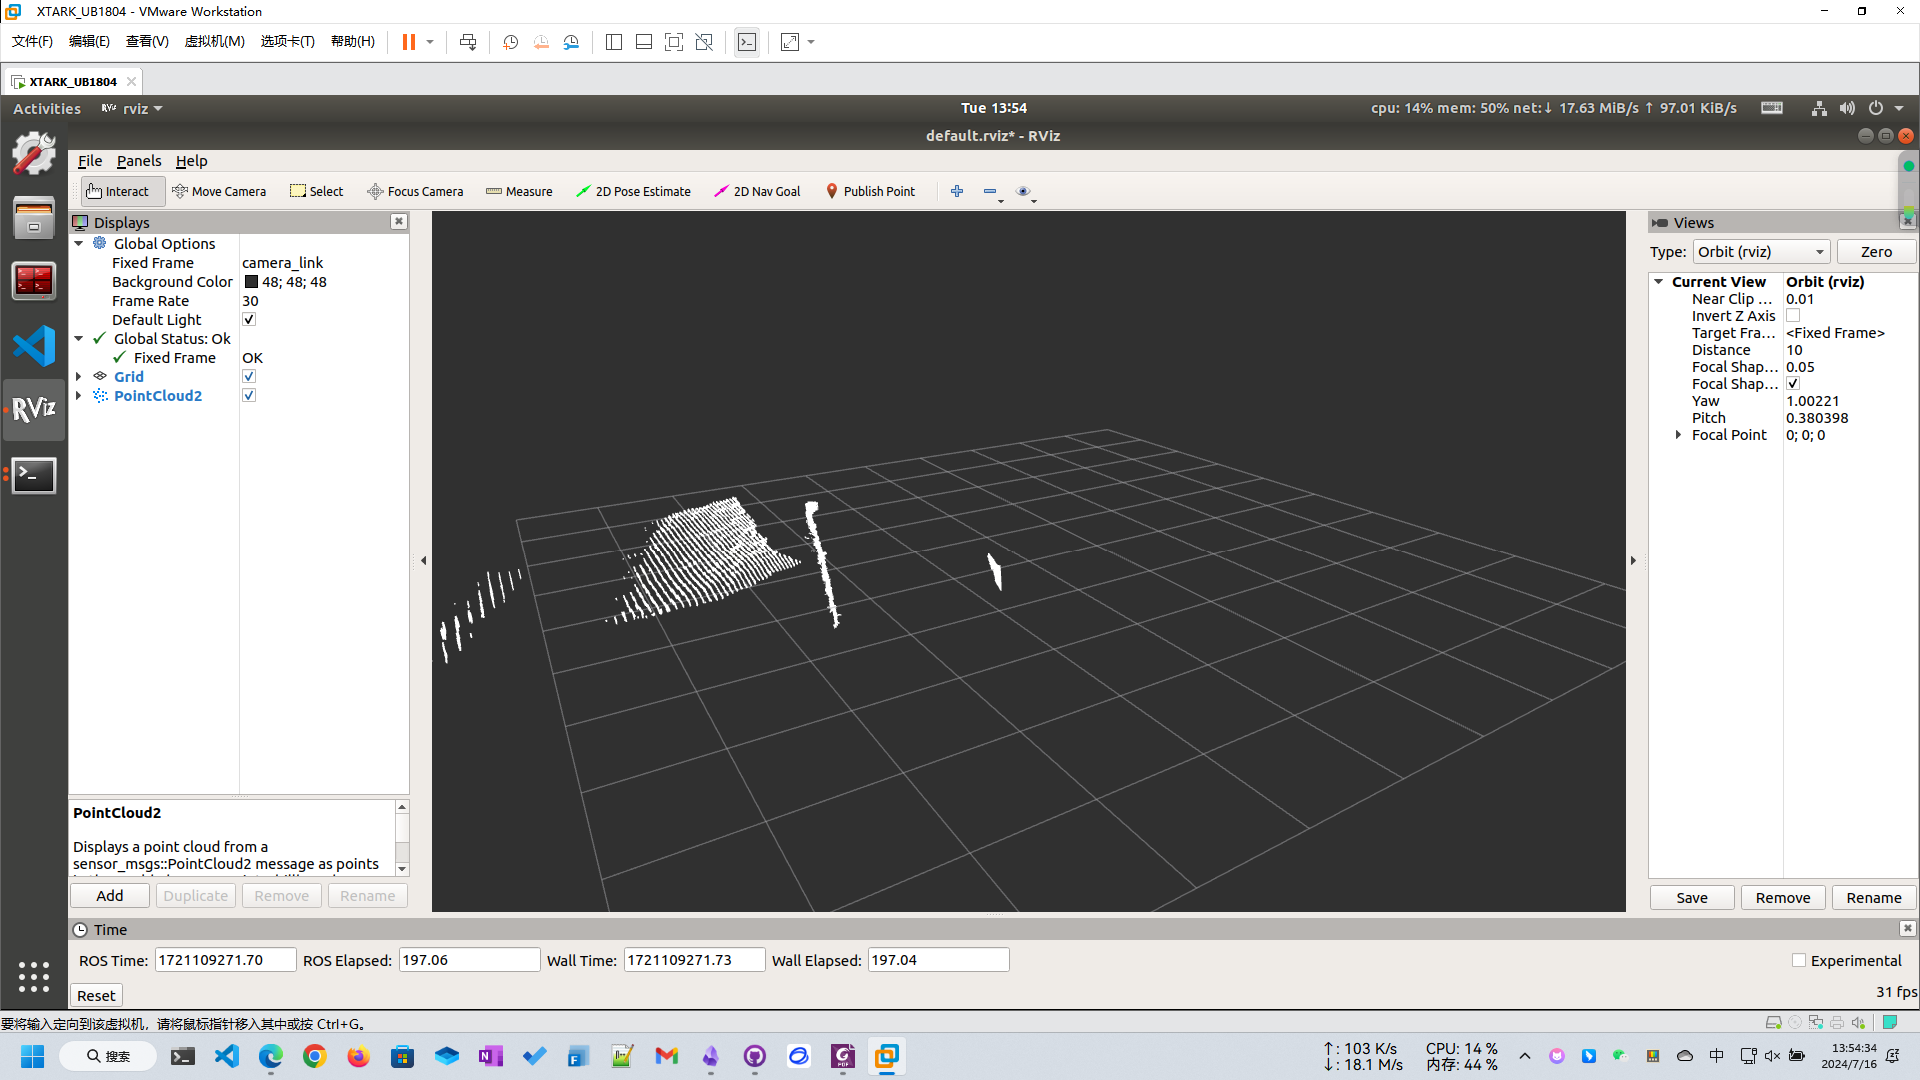 XTARK_UB1804 - VMware Workstation
文件(F) 编辑(E) 查看(V) 虚拟机(M) 选项卡(T) 帮助(H)
XTARK_UB1804
Activities RViz rviz Tue 13:54 cpu: 14% mem: 50% net:↓ 17.63 MiB/s ↑ 97.01 KiB/s
default.rviz* - RViz
File Panels Help
Interact Move Camera Select Focus Camera Measure 2D Pose Estimate 2D Nav Goal Publish Point
Displays
Global Options
Fixed Frame camera_link
Background Color 48; 48; 48
Frame Rate 30
Default Light
Global Status: Ok
Fixed Frame OK
Grid
PointCloud2
RViz
PointCloud2
Displays a point cloud from a
sensor_msgs::PointCloud2 message as points
Add Duplicate Remove Rename
Views
Type: Orbit (rviz) Zero
Current View Orbit (rviz)
Near Clip … 0.01
Invert Z Axis
Target Fra… <Fixed Frame>
Distance 10
Focal Shap… 0.05
Focal Shap…
Yaw 1.00221
Pitch 0.380398
Focal Point 0; 0; 0
Save Remove Rename
Time
ROS Time: 1721109271.70 ROS Elapsed: 197.06 Wall Time: 1721109271.73 Wall Elapsed: 197.04 Experimental
Reset 31 fps
要将输入定向到该虚拟机，请将鼠标指针移入其中或按 Ctrl+G。
搜索
↑: 103 K/s CPU: 14 %
↓: 18.1 M/s 内存: 44 %
中
13:54:34
2024/7/16